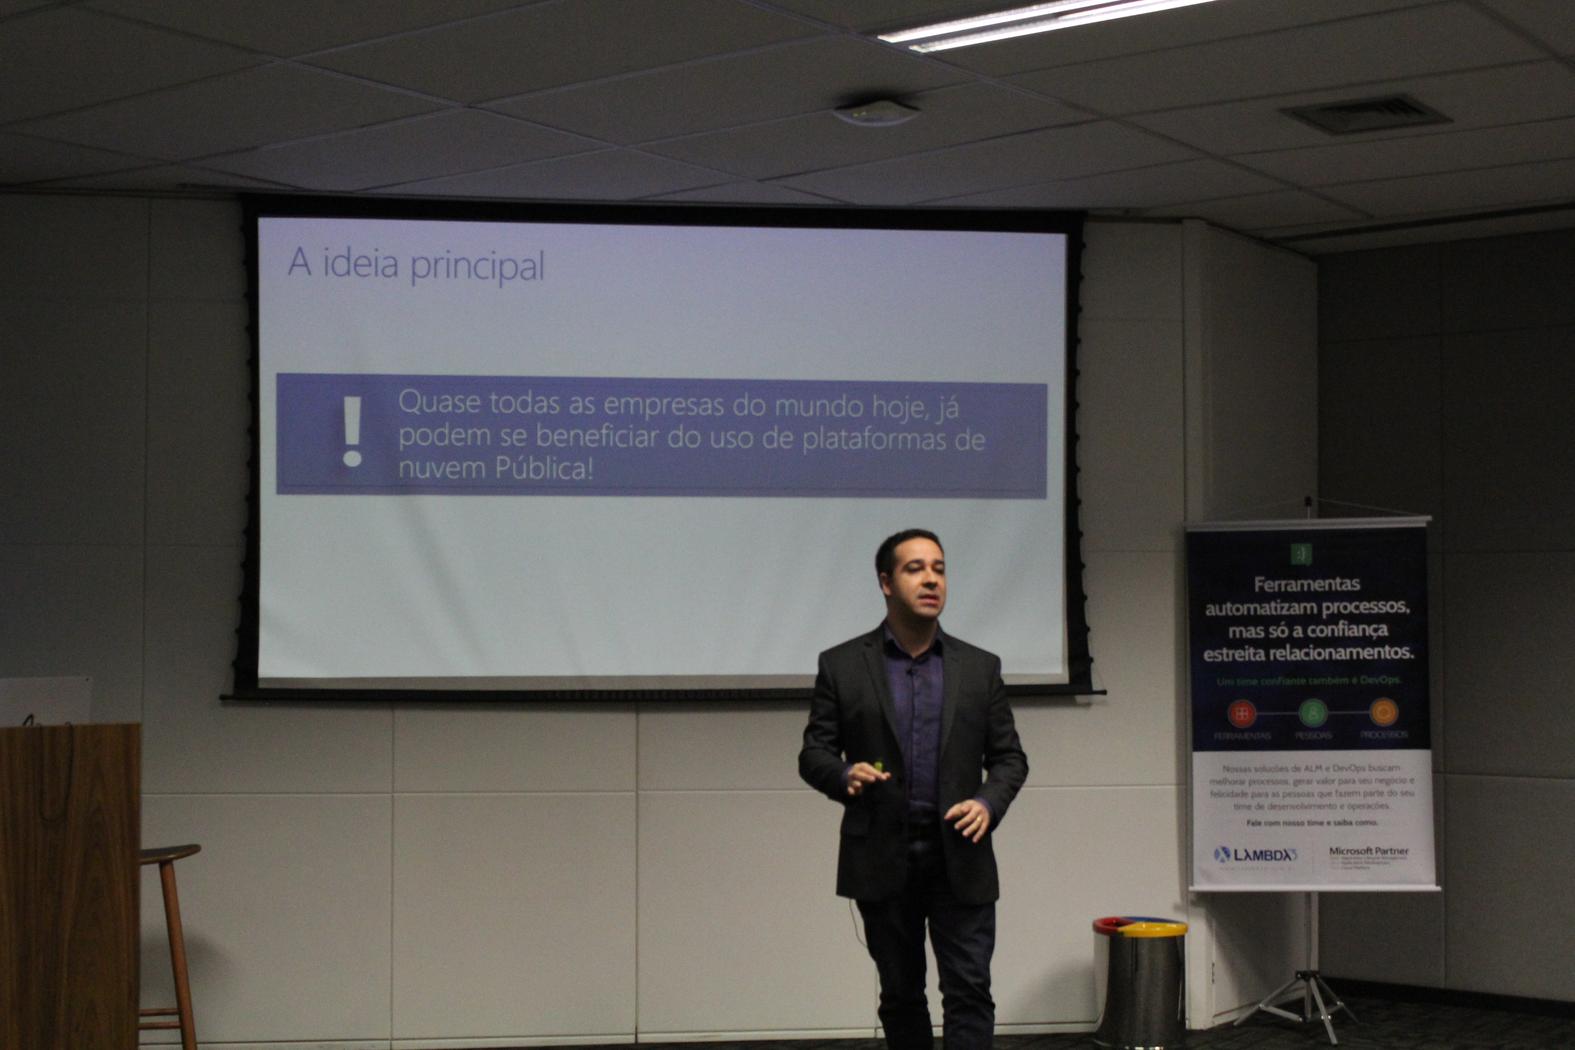 A ideia principal
! Quase todas as empresas do mundo hoje, já
podem se beneficiar do uso de plataformas de
nuvem Pública!
:}
Ferramentas
automatizam processos,
mas só a confiança
estreita relacionamentos.
Um time confiante também é DevOps.
FERRAMENTAS PESSOAS PROCESSOS
Nossas soluções de ALM e DevOps buscam
melhorar processos, gerar valor para seu negócio e
felicidade para as pessoas que fazem parte do seu
time de desenvolvimento e operações.
Fale com nosso time e saiba como.
LAMBDA3 Microsoft Partner